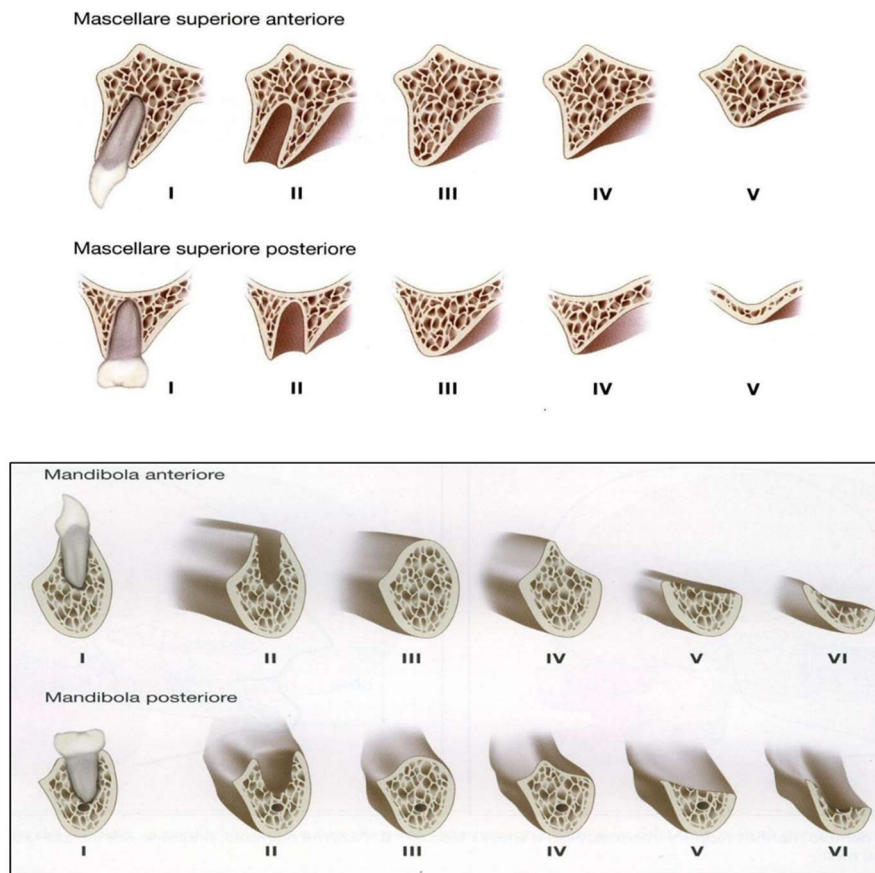 Mascellare superiore anteriore
I II III IV V
Mascellare superiore posteriore
I II III IV V
Mandibola anteriore
I II III IV V VI
Mandibola posteriore
I II III IV V VI